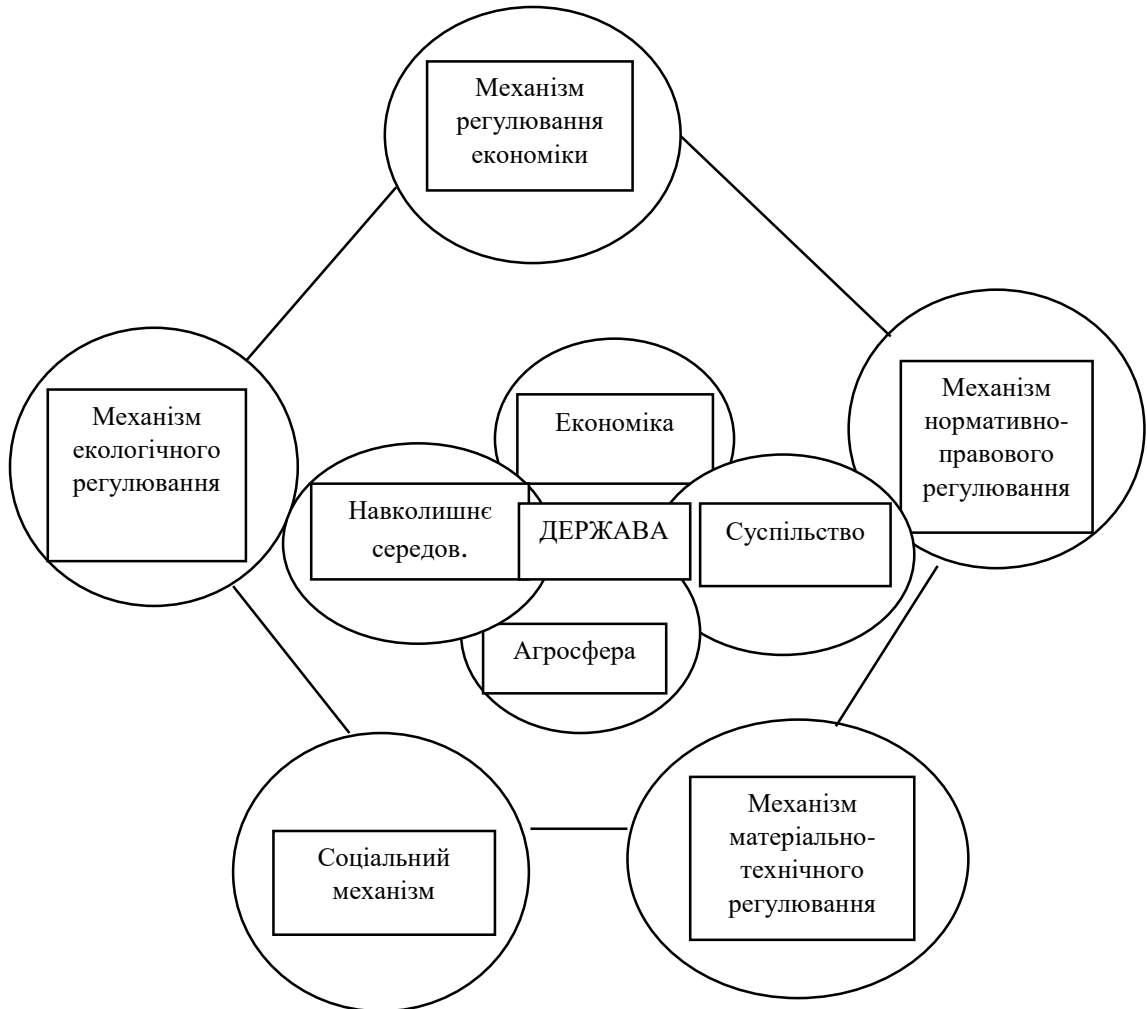 Механізм
регулювання
економіки
Механізм
екологічного
регулювання
Механізм
нормативно-
правового
регулювання
Економіка
Навколишнє
середов.
ДЕРЖАВА
Суспільство
Агросфера
Соціальний
механізм
Механізм
матеріально-
технічного
регулювання